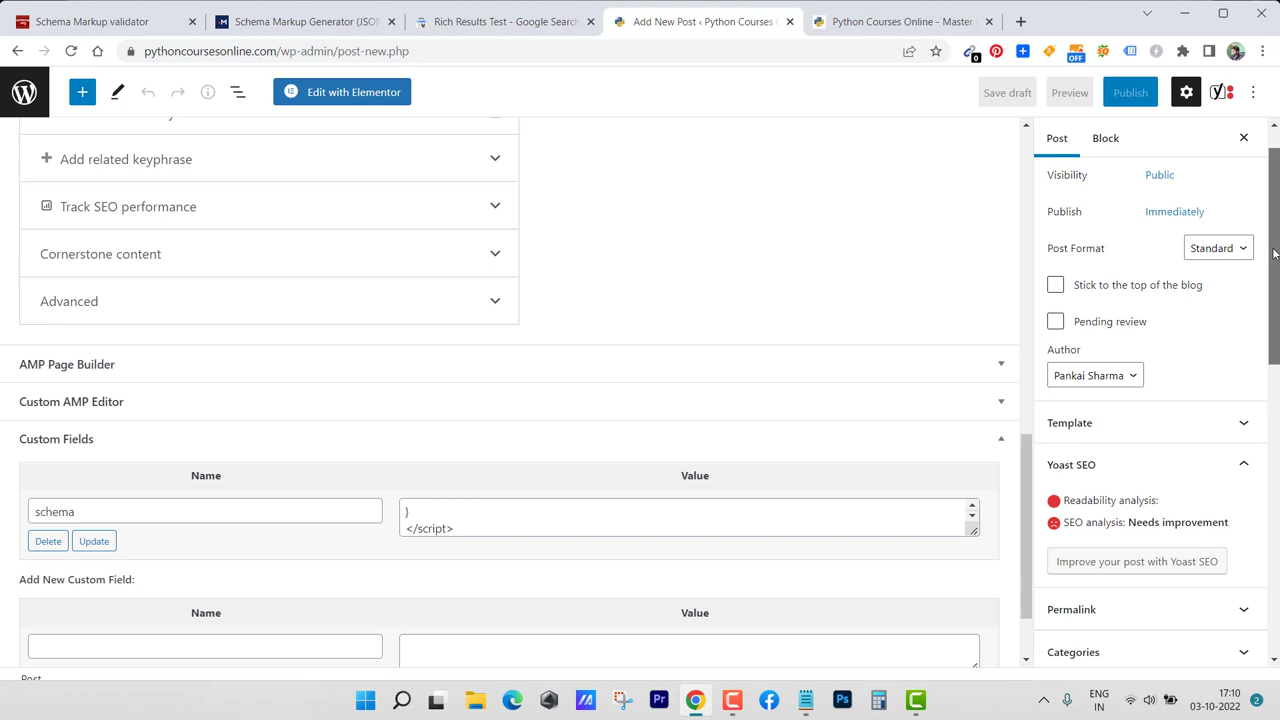 Schema Markup validator
Schema Markup Generator (JSON
Rich Results Test - Google Search
Add New Post ‹ Python Courses
Python Courses Online - Master
pythoncoursesonline.com/wp-admin/post-new.php
0
OFF
+
Edit with Elementor
Save draft
Preview
Publish
Add related keyphrase
Track SEO performance
Cornerstone content
Advanced
AMP Page Builder
Custom AMP Editor
Custom Fields
Name
Value
schema
}
</script>
Delete
Update
Add New Custom Field:
Name
Value
Post
Post
Block
Visibility
Public
Publish
Immediately
Post Format
Standard
Stick to the top of the blog
Pending review
Author
Pankaj Sharma
Template
Yoast SEO
Readability analysis:
SEO analysis: Needs improvement
Improve your post with Yoast SEO
Permalink
Categories
ENG
IN
17:10
03-10-2022
2